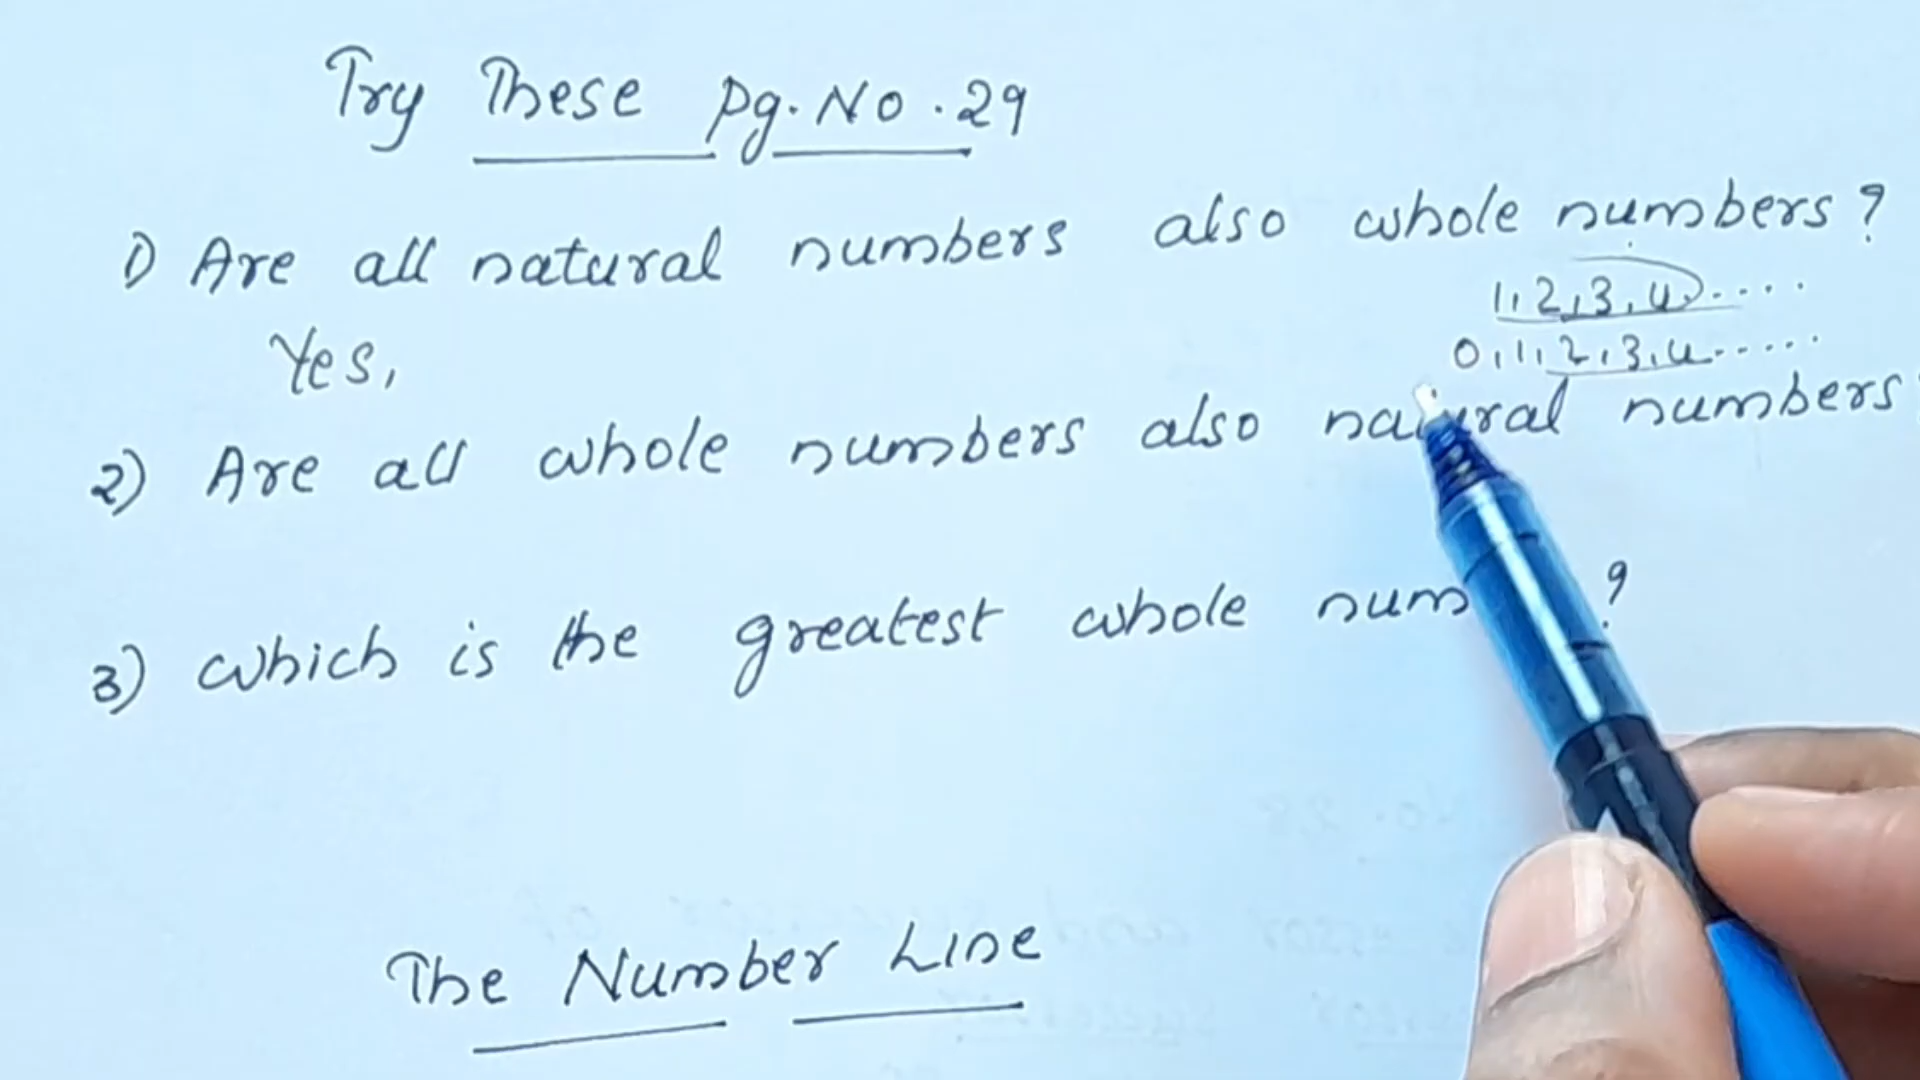 Try These Pg.No.29
1) Are all natural numbers also whole numbers?
1,2,3,4,.....
Yes,
0,1,2,3,4.....
2) Are all whole numbers also natural numbers?
3) Which is the greatest whole num ?
The Number Line